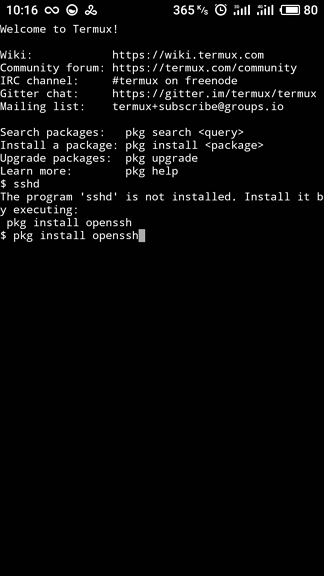 10:16 365 K/s 80
Welcome to Termux!
Wiki: https://wiki.termux.com
Community forum: https://termux.com/community
IRC channel: #termux on freenode
Gitter chat: https://gitter.im/termux/termux
Mailing list: termux+subscribe@groups.io
Search packages: pkg search <query>
Install a package: pkg install <package>
Upgrade packages: pkg upgrade
Learn more: pkg help
$ sshd
The program 'sshd' is not installed. Install it b
y executing:
pkg install openssh
$ pkg install openssh